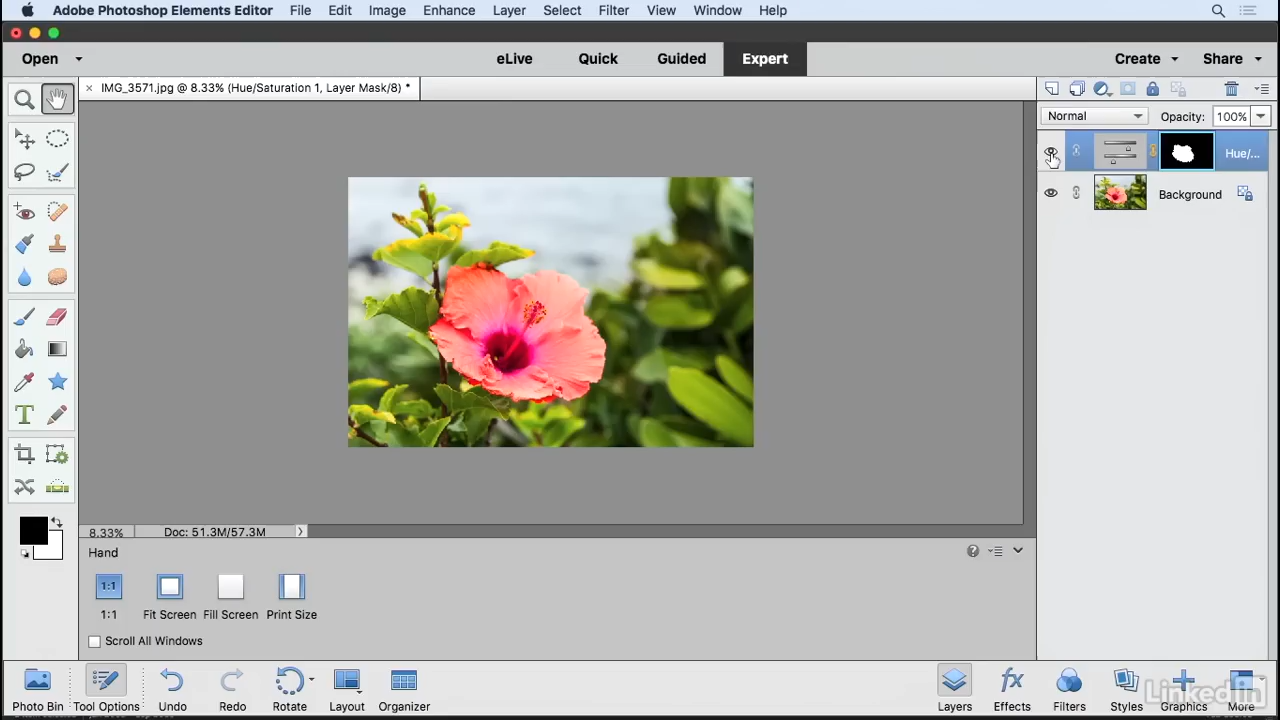 Adobe Photoshop Elements Editor File Edit Image Enhance Layer Select Filter View Window Help
Open eLive Quick Guided Expert Create Share
× IMG_3571.jpg @ 8.33% (Hue/Saturation 1, Layer Mask/8) *
Normal Opacity: 100%
Hue/...
Background
T
8.33% Doc: 51.3M/57.3M
Hand
1:1
1:1 Fit Screen Fill Screen Print Size
Scroll All Windows
fx
Photo Bin Tool Options Undo Redo Rotate Layout Organizer Layers Effects Filters Styles Graphics More
LinkedIn